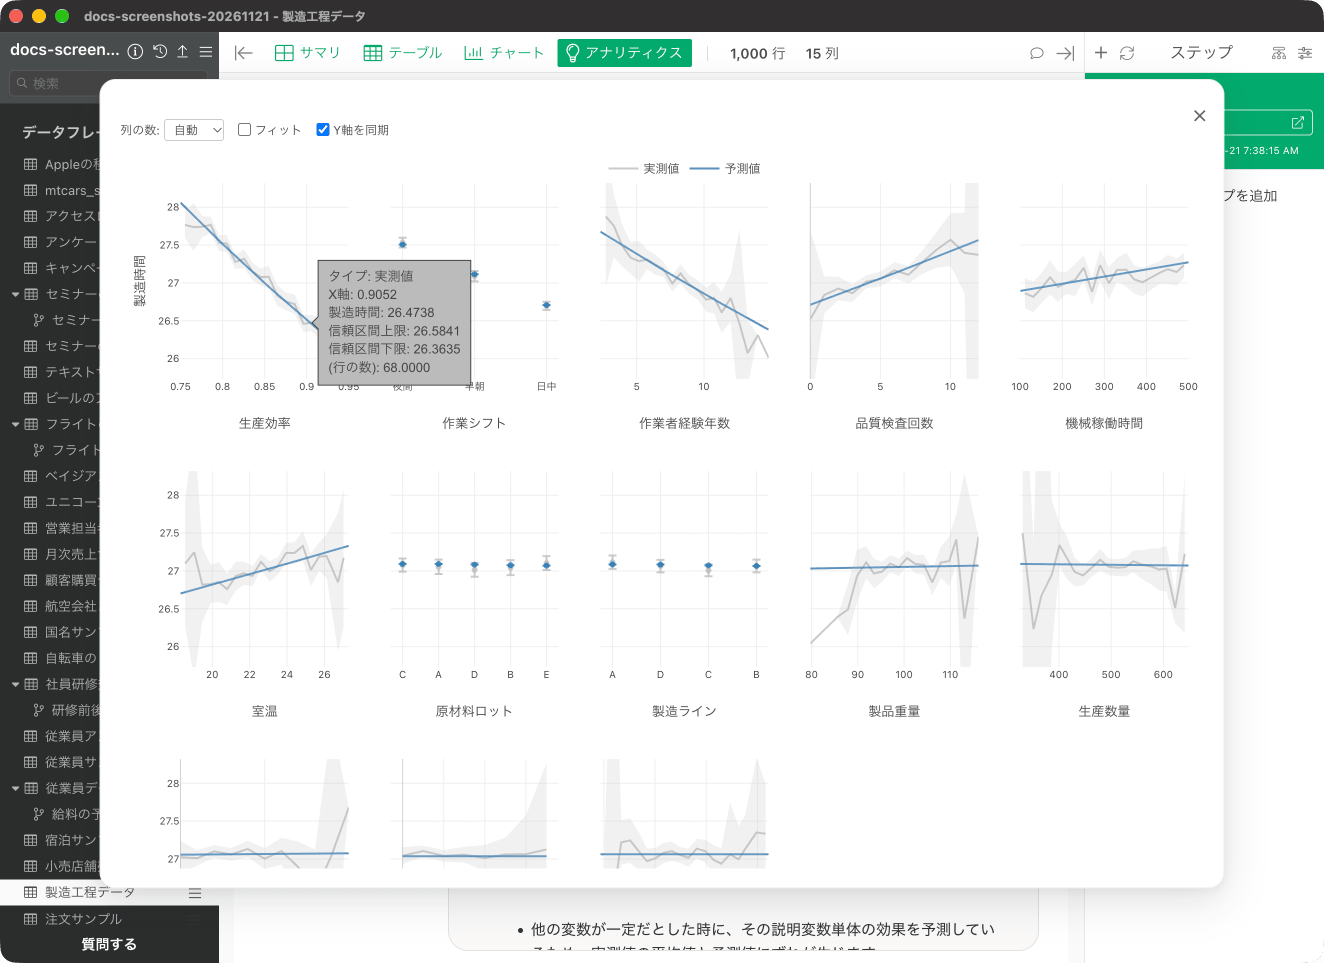 docs-screenshots-20261121 - 製造工程データ
docs-screen...
サマリ
テーブル
チャート
アナリティクス
1,000 行
15 列
ステップ
検索
データフレー
Appleの
mtcars_s
アクセス
アンケー
キャンペ
セミナー
セミナー
セミナー
テキスト
ビールの
フライト
フライト
ベイジア
ユニコー
営業担当
月次売上
顧客購買
航空会社
国名サン
自転車の
社員研修
研修前後
従業員ア
従業員サ
従業員デ
給料の予
宿泊サン
小売店舗
製造工程データ
注文サンプル
質問する
-21 7:38:15 AM
プを追加
列の数: 自動
フィット
Y軸を同期
実測値
予測値
製造時間
28
27.5
27
26.5
26
0.75 0.8 0.85 0.9 0.95
生産効率
タイプ: 実測値
X軸: 0.9052
製造時間: 26.4738
信頼区間上限: 26.5841
信頼区間下限: 26.3635
(行の数): 68.0000
夜間 早朝 日中
作業シフト
5 10
作業者経験年数
0 5 10
品質検査回数
100 200 300 400 500
機械稼働時間
28
27.5
27
26.5
26
20 22 24 26
室温
C A D B E
原材料ロット
A D C B
製造ライン
80 90 100 110
製品重量
400 500 600
生産数量
28
27.5
27
• 他の変数が一定だとした時に、その説明変数単体の効果を予測してい